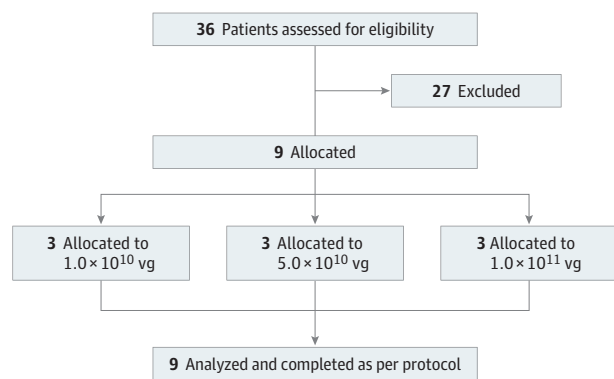 36 Patients assessed for eligibility
27 Excluded
9 Allocated
3 Allocated to
1.0 × 10¹⁰ vg
3 Allocated to
5.0 × 10¹⁰ vg
3 Allocated to
1.0 × 10¹¹ vg
9 Analyzed and completed as per protocol